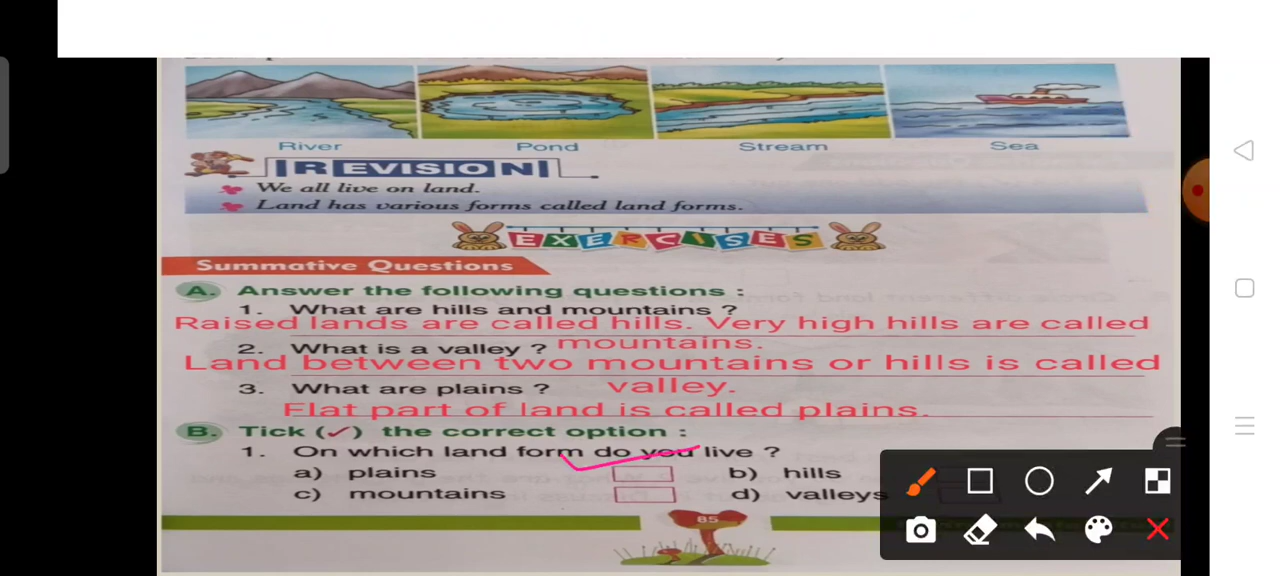 River Pond Stream Sea
REVISION
We all live on land.
Land has various forms called land forms.
EXERCISES
Summative Questions
A. Answer the following questions :
1. What are hills and mountains ?
Raised lands are called hills. Very high hills are called
mountains.
2. What is a valley ?
Land between two mountains or hills is called
valley.
3. What are plains ?
Flat part of land is called plains.
B. Tick (✓) the correct option :
1. On which land form do you live ?
a) plains b) hills
c) mountains d) valleys
85